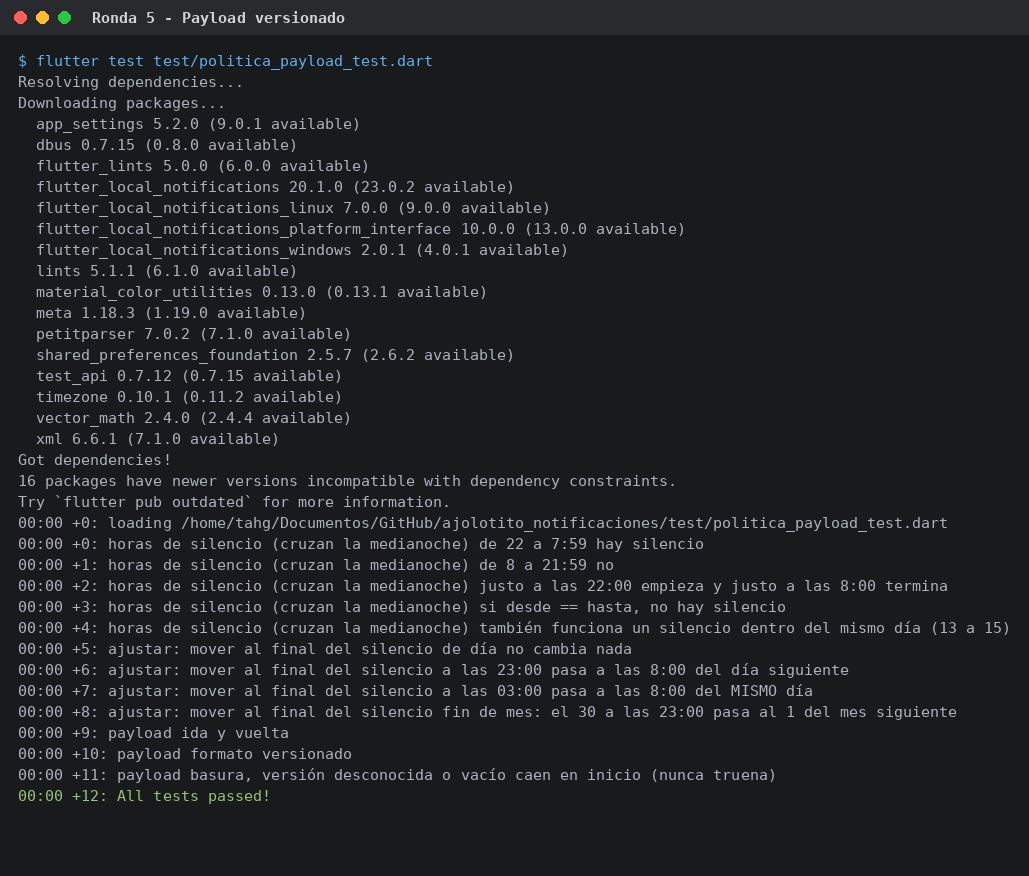 Ronda 5 - Payload versionado
$ flutter test test/politica_payload_test.dart
Resolving dependencies...
Downloading packages...
  app_settings 5.2.0 (9.0.1 available)
  dbus 0.7.15 (0.8.0 available)
  flutter_lints 5.0.0 (6.0.0 available)
  flutter_local_notifications 20.1.0 (23.0.2 available)
  flutter_local_notifications_linux 7.0.0 (9.0.0 available)
  flutter_local_notifications_platform_interface 10.0.0 (13.0.0 available)
  flutter_local_notifications_windows 2.0.1 (4.0.1 available)
  lints 5.1.1 (6.1.0 available)
  material_color_utilities 0.13.0 (0.13.1 available)
  meta 1.18.3 (1.19.0 available)
  petitparser 7.0.2 (7.1.0 available)
  shared_preferences_foundation 2.5.7 (2.6.2 available)
  test_api 0.7.12 (0.7.15 available)
  timezone 0.10.1 (0.11.2 available)
  vector_math 2.4.0 (2.4.4 available)
  xml 6.6.1 (7.1.0 available)
Got dependencies!
16 packages have newer versions incompatible with dependency constraints.
Try `flutter pub outdated` for more information.
00:00 +0: loading /home/tahg/Documentos/GitHub/ajolotito_notificaciones/test/politica_payload_test.dart
00:00 +0: horas de silencio (cruzan la medianoche) de 22 a 7:59 hay silencio
00:00 +1: horas de silencio (cruzan la medianoche) de 8 a 21:59 no
00:00 +2: horas de silencio (cruzan la medianoche) justo a las 22:00 empieza y justo a las 8:00 termina
00:00 +3: horas de silencio (cruzan la medianoche) si desde == hasta, no hay silencio
00:00 +4: horas de silencio (cruzan la medianoche) también funciona un silencio dentro del mismo día (13 a 15)
00:00 +5: ajustar: mover al final del silencio de día no cambia nada
00:00 +6: ajustar: mover al final del silencio a las 23:00 pasa a las 8:00 del día siguiente
00:00 +7: ajustar: mover al final del silencio a las 03:00 pasa a las 8:00 del MISMO día
00:00 +8: ajustar: mover al final del silencio fin de mes: el 30 a las 23:00 pasa al 1 del mes siguiente
00:00 +9: payload ida y vuelta
00:00 +10: payload formato versionado
00:00 +11: payload basura, versión desconocida o vacío caen en inicio (nunca truena)
00:00 +12: All tests passed!